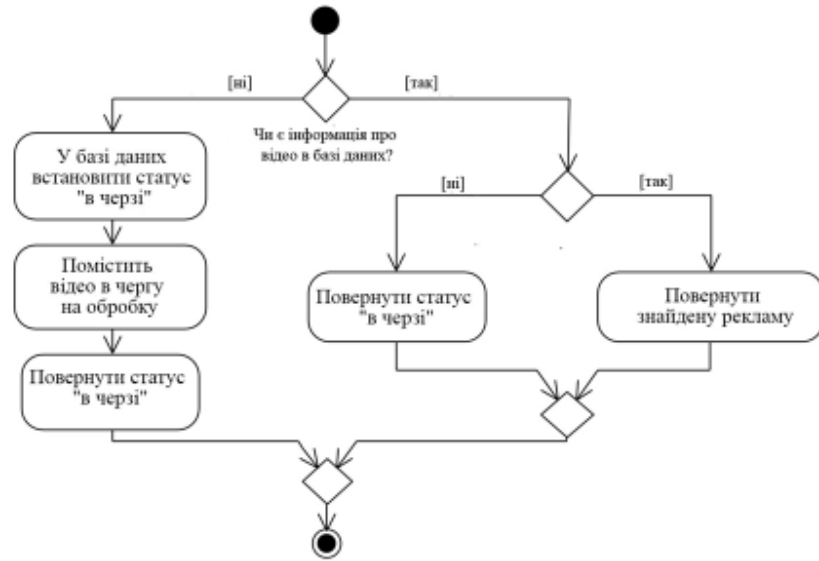 [ні]
[так]
Чи є інформація про
відео в базі даних?
У базі даних
встановити статус
"в черзі"
[ні]
[так]
Помістить
відео в чергу
на обробку
Повернути статус
"в черзі"
Повернути
знайдену рекламу
Повернути статус
"в черзі"